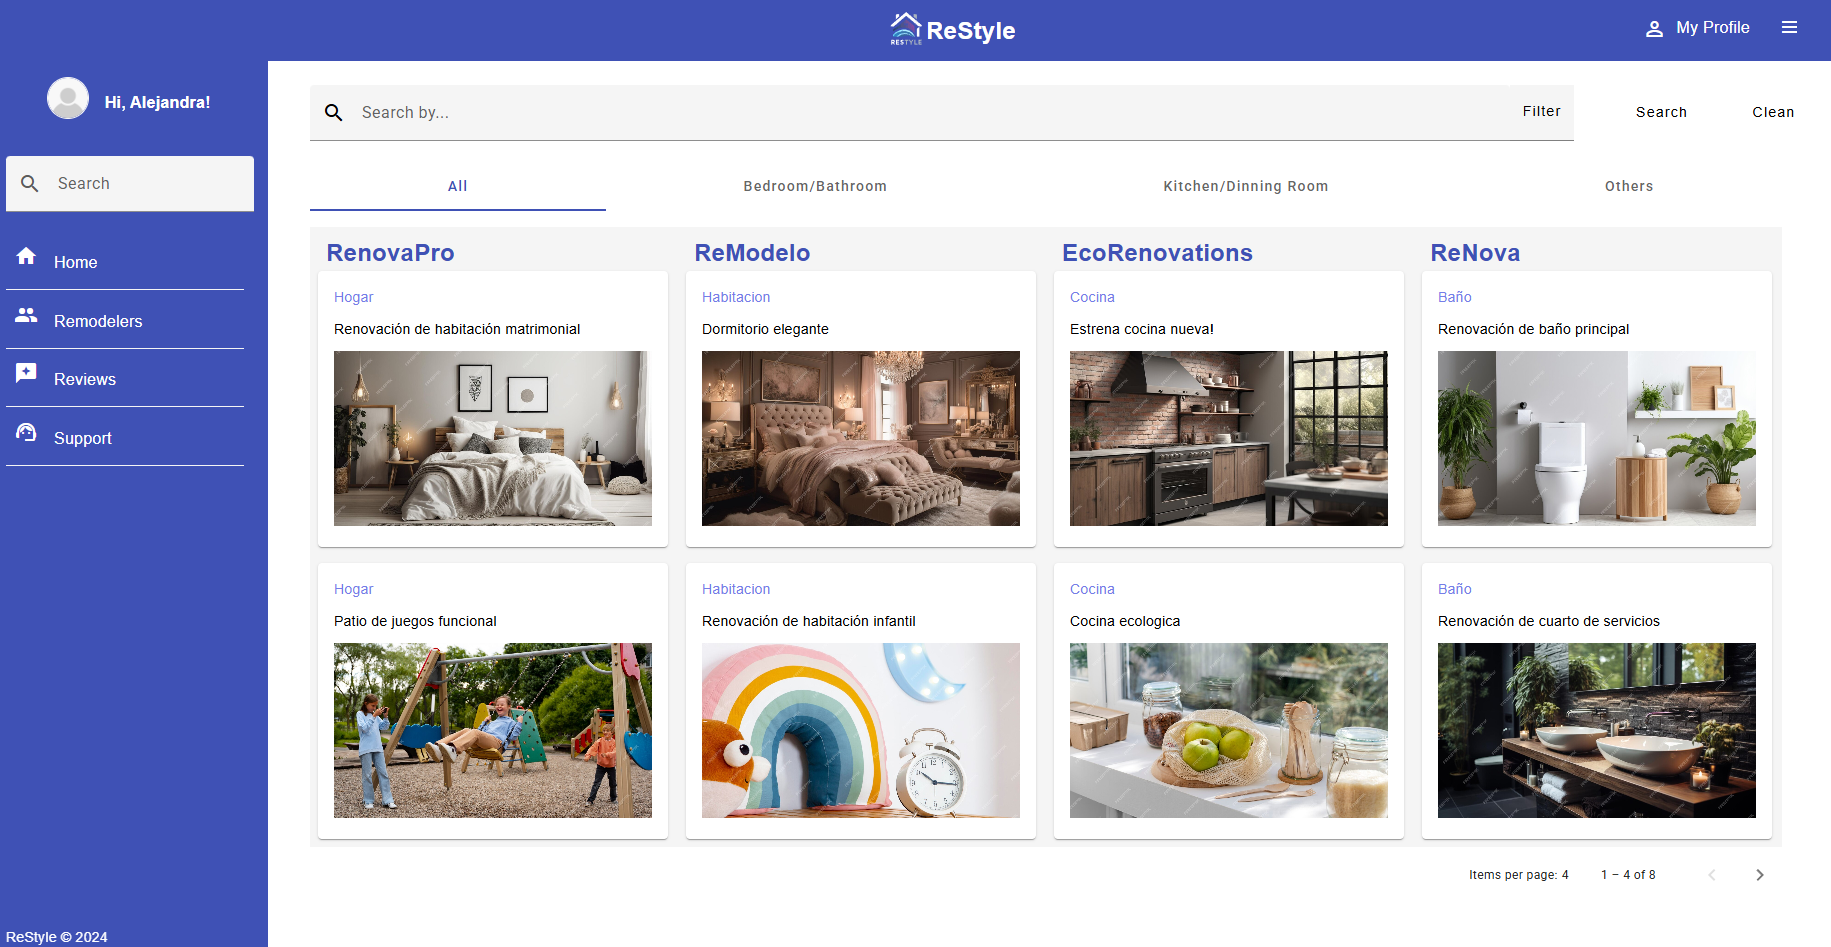 RESTYLE
ReStyle
My Profile
Hi, Alejandra!
Search
Home
Remodelers
Reviews
Support
ReStyle © 2024
Search by...
Filter
Search
Clean
All
Bedroom/Bathroom
Kitchen/Dinning Room
Others
RenovaPro
ReModelo
EcoRenovations
ReNova
Hogar
Renovación de habitación matrimonial
Habitacion
Dormitorio elegante
Cocina
Estrena cocina nueva!
Baño
Renovación de baño principal
Hogar
Patio de juegos funcional
Habitacion
Renovación de habitación infantil
Cocina
Cocina ecologica
Baño
Renovación de cuarto de servicios
Items per page: 4
1 – 4 of 8